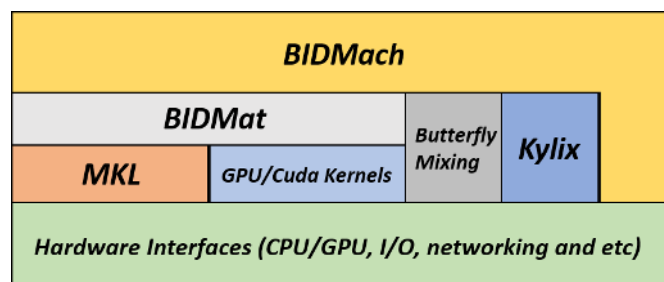 BIDMach
BIDMat
Butterfly
Mixing
Kylix
MKL
GPU/Cuda Kernels
Hardware Interfaces (CPU/GPU, I/O, networking and etc)